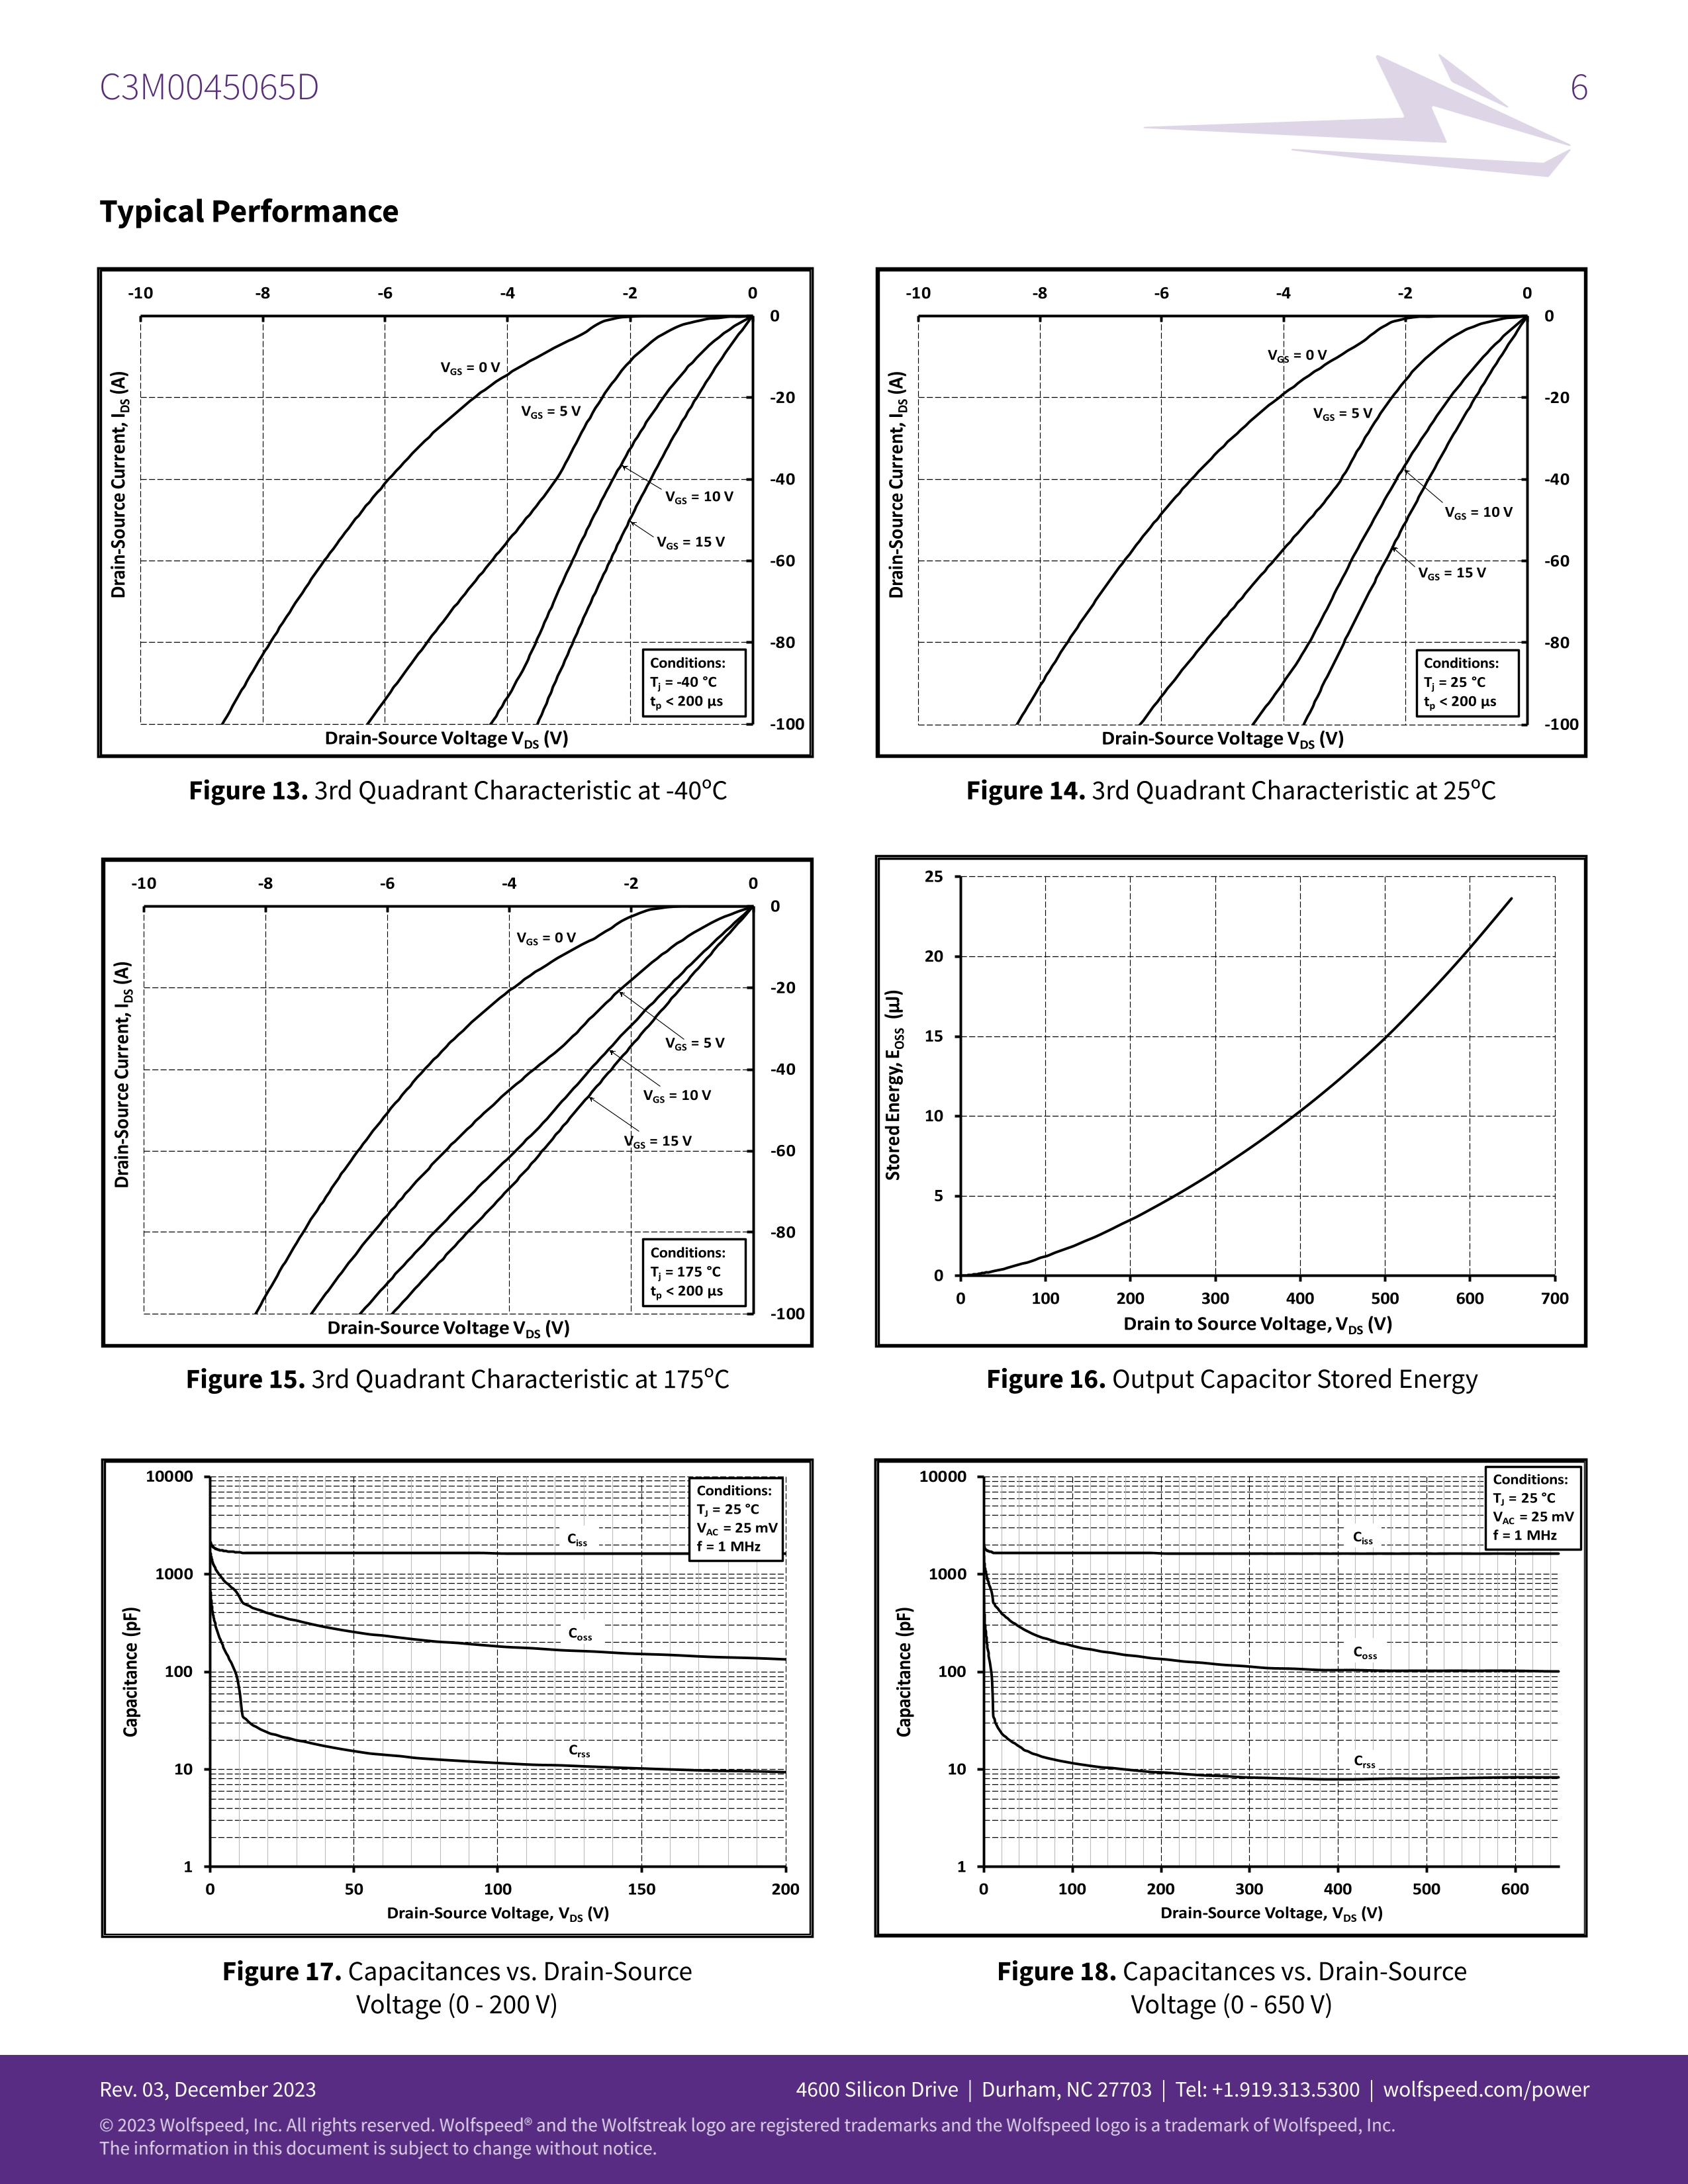 C3M0045065D
6
Typical Performance
-10 -8 -6 -4 -2 0
0
-20
-40
-60
-80
-100
Drain-Source Current, IDS (A)
VGS = 0 V
VGS = 5 V
VGS = 10 V
VGS = 15 V
Conditions:
Tj = -40 °C
tp < 200 µs
Drain-Source Voltage VDS (V)
Figure 13. 3rd Quadrant Characteristic at -40ºC
-10 -8 -6 -4 -2 0
0
-20
-40
-60
-80
-100
Drain-Source Current, IDS (A)
VGS = 0 V
VGS = 5 V
VGS = 10 V
VGS = 15 V
Conditions:
Tj = 25 °C
tp < 200 µs
Drain-Source Voltage VDS (V)
Figure 14. 3rd Quadrant Characteristic at 25ºC
-10 -8 -6 -4 -2 0
0
-20
-40
-60
-80
-100
Drain-Source Current, IDS (A)
VGS = 0 V
VGS = 5 V
VGS = 10 V
VGS = 15 V
Conditions:
Tj = 175 °C
tp < 200 µs
Drain-Source Voltage VDS (V)
Figure 15. 3rd Quadrant Characteristic at 175ºC
25
20
15
10
5
0
Stored Energy, EOSS (µJ)
0 100 200 300 400 500 600 700
Drain to Source Voltage, VDS (V)
Figure 16. Output Capacitor Stored Energy
10000
1000
100
10
1
Capacitance (pF)
Conditions:
TJ = 25 °C
VAC = 25 mV
f = 1 MHz
Ciss
Coss
Crss
0 50 100 150 200
Drain-Source Voltage, VDS (V)
Figure 17. Capacitances vs. Drain-Source
Voltage (0 - 200 V)
10000
1000
100
10
1
Capacitance (pF)
Conditions:
TJ = 25 °C
VAC = 25 mV
f = 1 MHz
Ciss
Coss
Crss
0 100 200 300 400 500 600
Drain-Source Voltage, VDS (V)
Figure 18. Capacitances vs. Drain-Source
Voltage (0 - 650 V)
Rev. 03, December 2023
4600 Silicon Drive | Durham, NC 27703 | Tel: +1.919.313.5300 | wolfspeed.com/power
© 2023 Wolfspeed, Inc. All rights reserved. Wolfspeed® and the Wolfstreak logo are registered trademarks and the Wolfspeed logo is a trademark of Wolfspeed, Inc.
The information in this document is subject to change without notice.